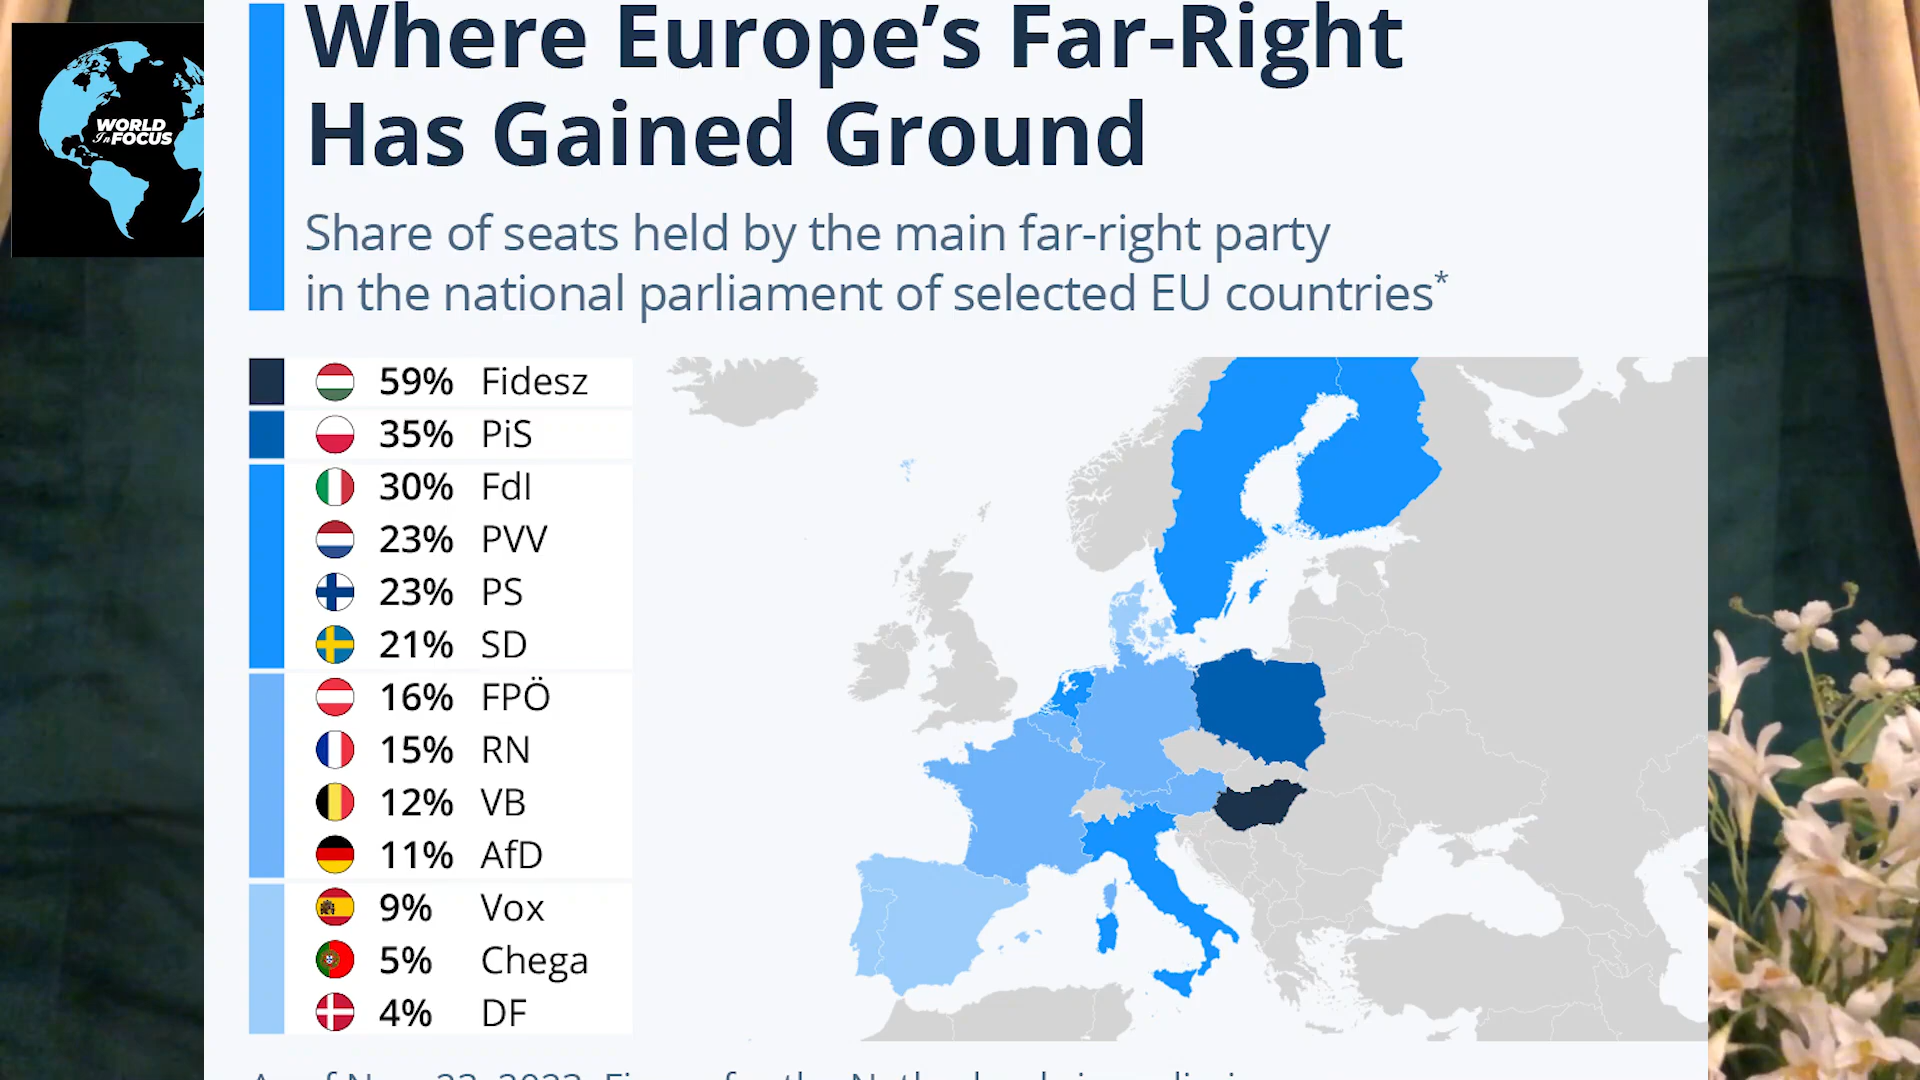 WORLD
In FOCUS
Where Europe’s Far-Right
Has Gained Ground
Share of seats held by the main far-right party
in the national parliament of selected EU countries*
59% Fidesz
35% PiS
30% FdI
23% PVV
23% PS
21% SD
16% FPÖ
15% RN
12% VB
11% AfD
9% Vox
5% Chega
4% DF